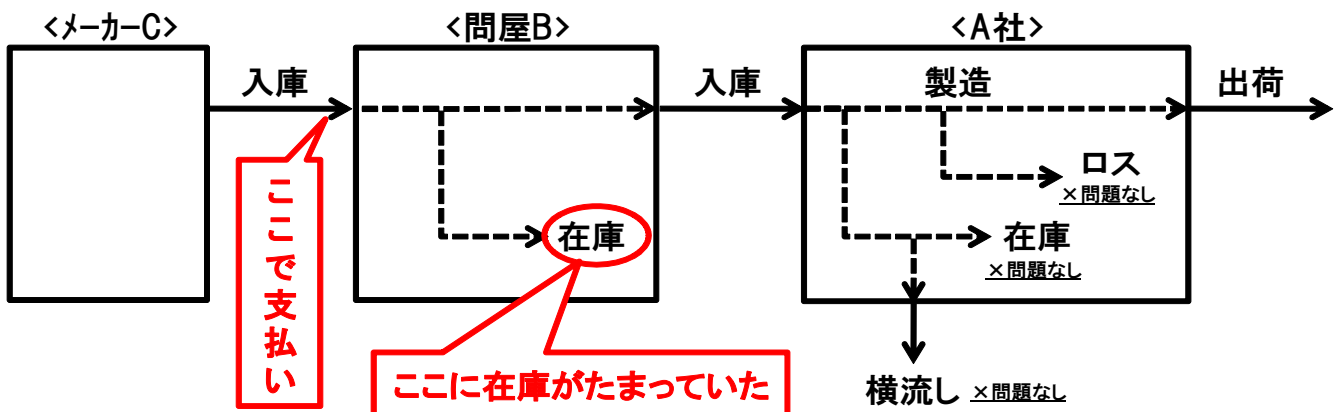 <メーカーC>
<問屋B>
<A社>
入庫
入庫
製造
出荷
ロス
×問題なし
在庫
在庫
×問題なし
ここで支払い
ここに在庫がたまっていた
横流し ×問題なし